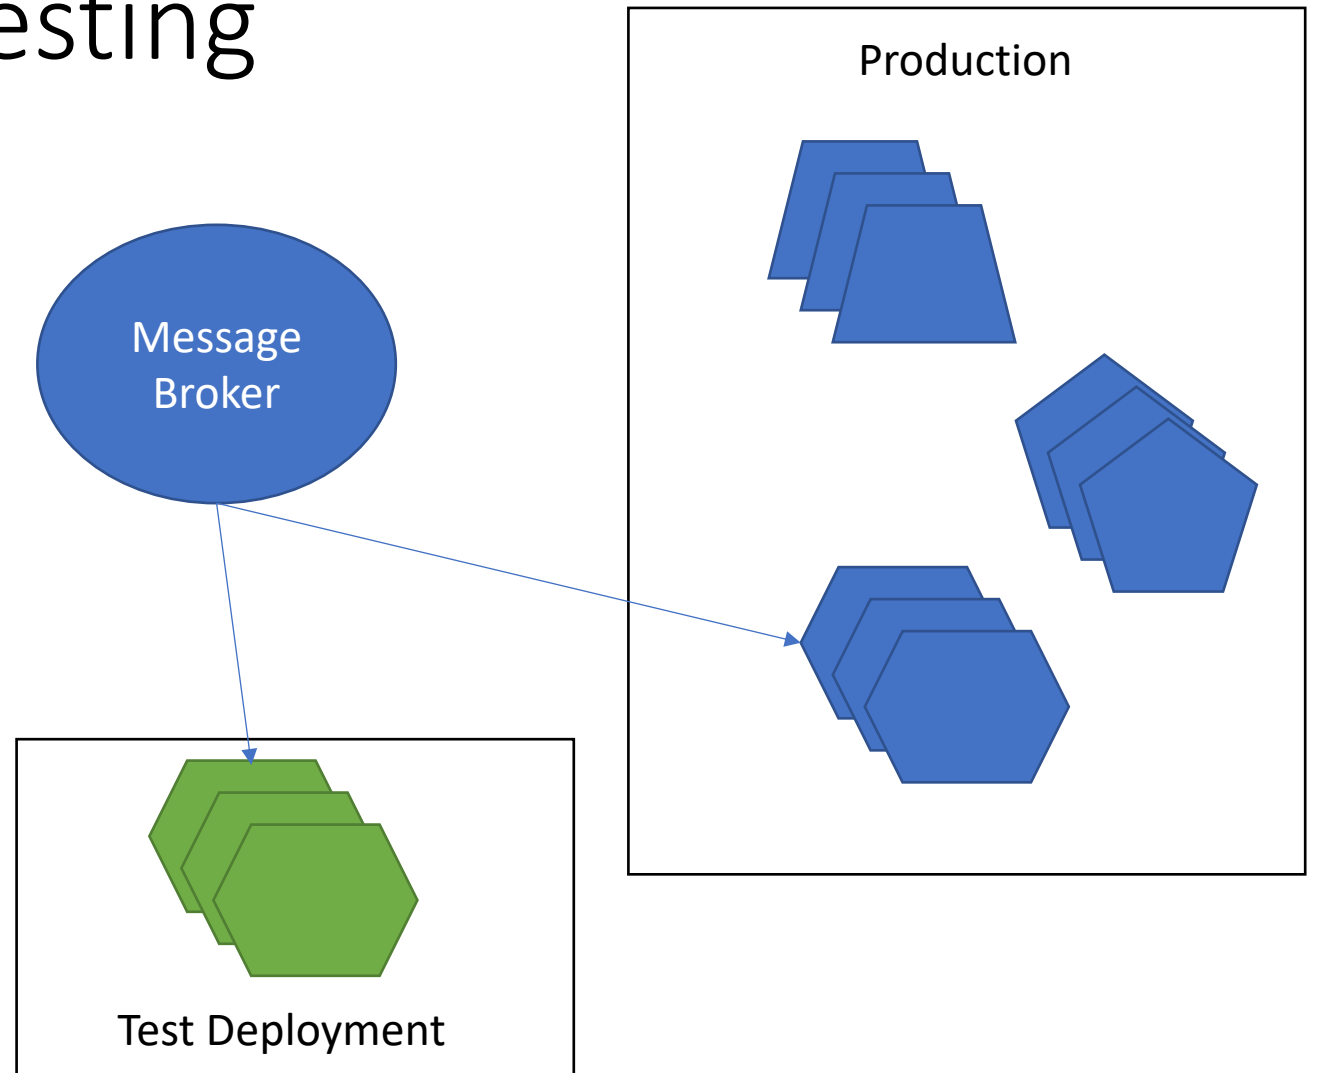 esting
Production
Message
Broker
Test Deployment